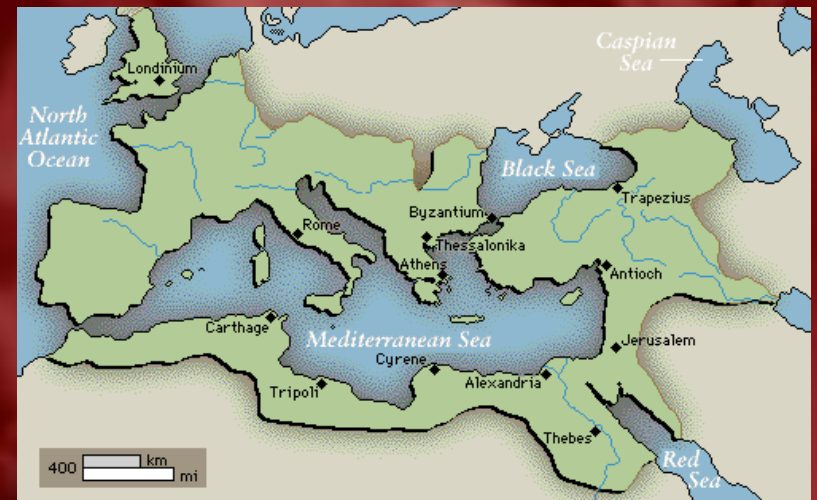 Caspian
Sea
Londinium
North
Atlantic
Ocean
Black Sea
Trapezius
Byzantium
Rome
Thessalonika
Athens
Antioch
Carthage
Mediterranean Sea
Jerusalem
Cyrene
Tripoli
Alexandria
Thebes
Red
Sea
400 km
mi